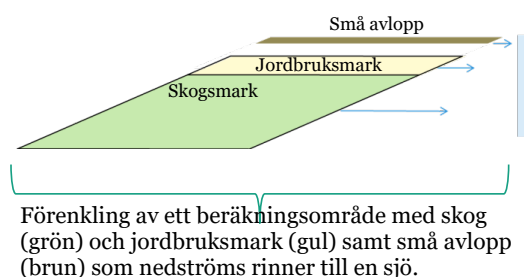 Små avlopp
Jordbruksmark
Skogsmark
Förenkling av ett beräkningsområde med skog
(grön) och jordbruksmark (gul) samt små avlopp
(brun) som nedströms rinner till en sjö.